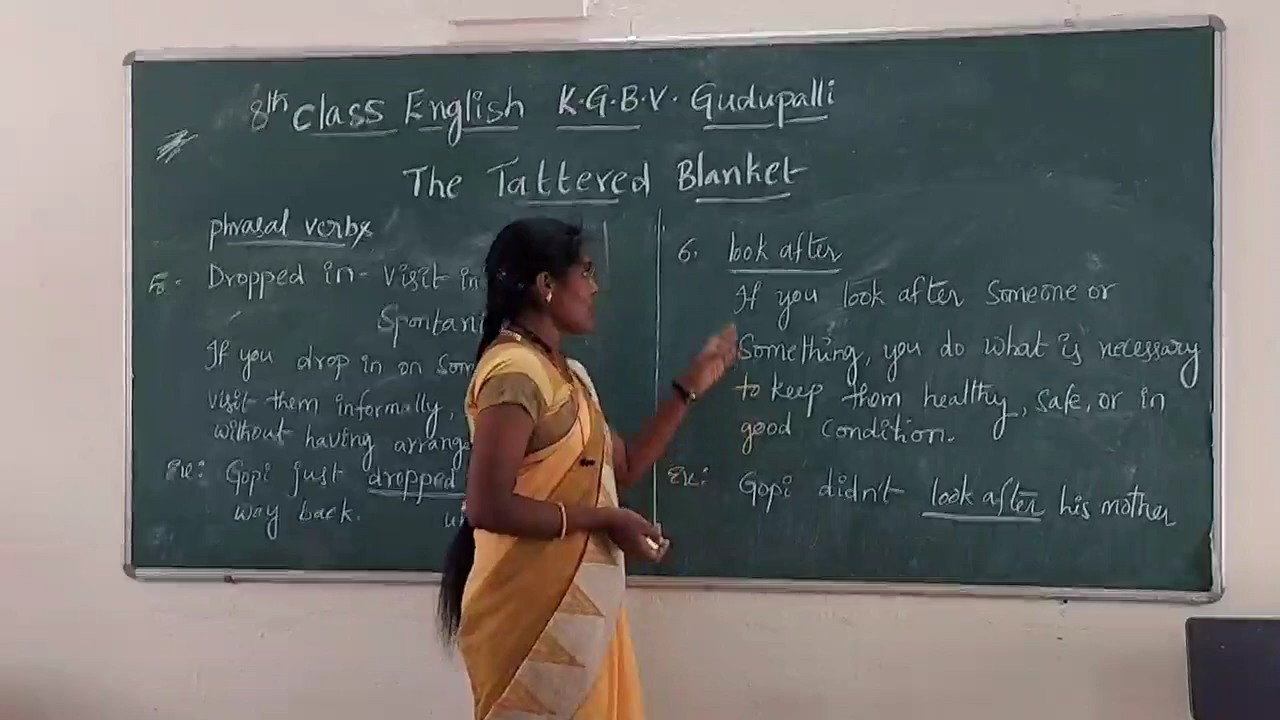 8th Class English K.G.B.V. Gudupalli
The Tattered Blanket
phrasal verbs
5. Dropped in - Visit in
Spontani
If you drop in on som
visit them informally,
without having arrange
Ex: Gopi just dropped
way back.
6. look after
If you look after Someone or
Something, you do what is necessary
to keep them healthy, safe, or in
good condition.
Ex: Gopi didn't look after his mother